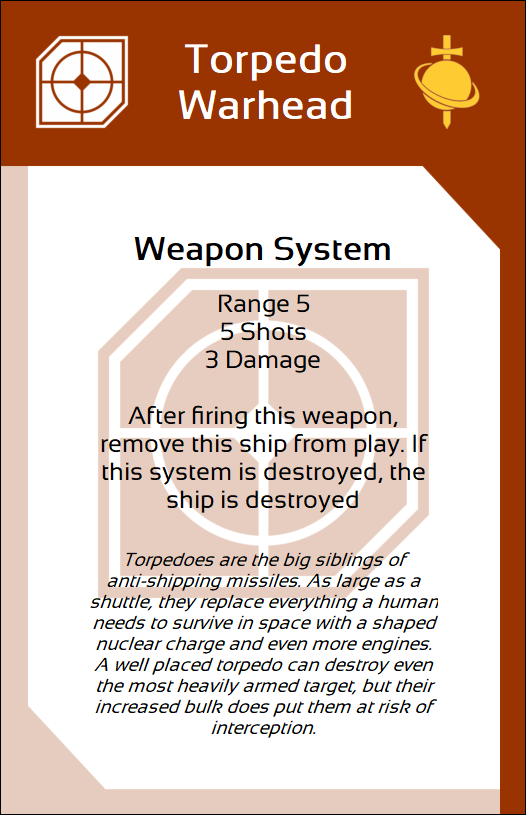 Torpedo
Warhead
Weapon System
Range 5
5 Shots
3 Damage
After firing this weapon,
remove this ship from play. If
this system is destroyed, the
ship is destroyed
Torpedoes are the big siblings of
anti-shipping missiles. As large as a
shuttle, they replace everything a human
needs to survive in space with a shaped
nuclear charge and even more engines.
A well placed torpedo can destroy even
the most heavily armed target, but their
increased bulk does put them at risk of
interception.